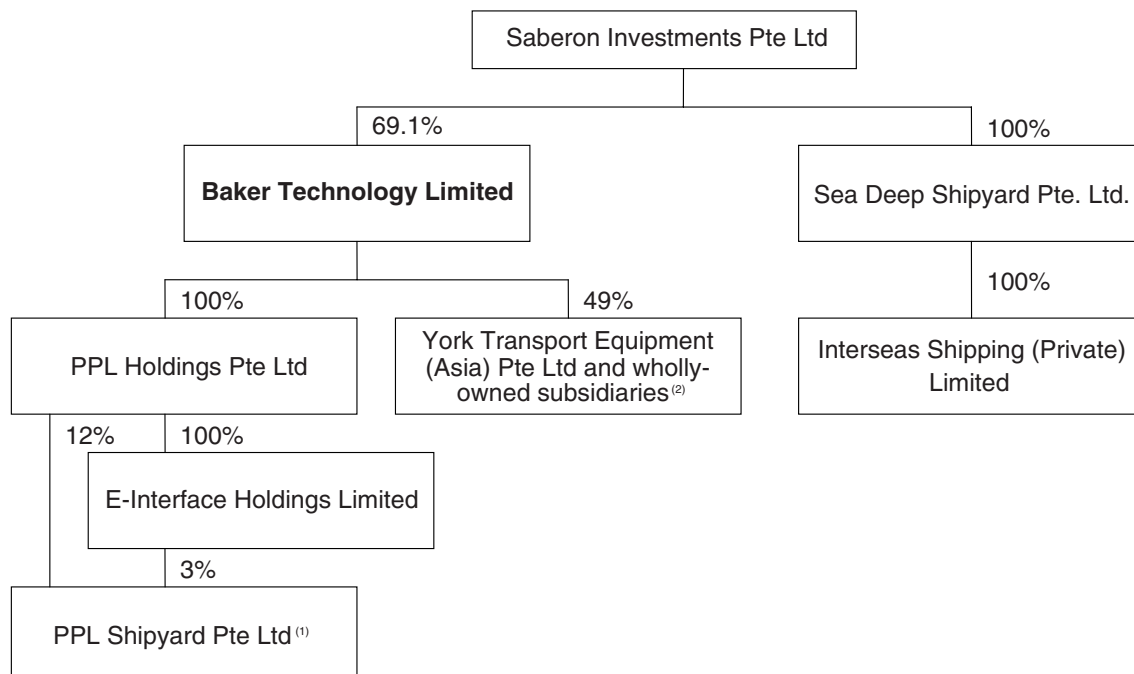 Saberon Investments Pte Ltd
69.1%
100%
Baker Technology Limited
Sea Deep Shipyard Pte. Ltd.
100%
49%
100%
PPL Holdings Pte Ltd
York Transport Equipment
(Asia) Pte Ltd and wholly-
owned subsidiaries (2)
Interseas Shipping (Private)
Limited
12%
100%
E-Interface Holdings Limited
3%
PPL Shipyard Pte Ltd (1)